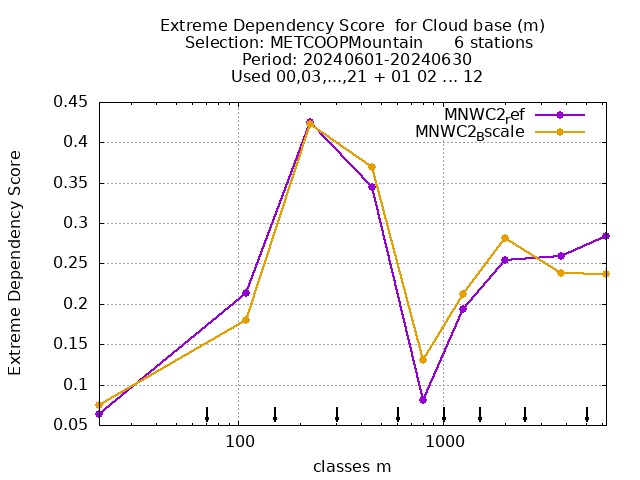 Extreme Dependency Score  for Cloud base (m)
Selection: METCOOPMountain      6 stations
Period: 20240601-20240630
Used 00,03,...,21 + 01 02 ... 12
MNWC2_ref
MNWC2_Bscale
Extreme Dependency Score
0.45
0.4
0.35
0.3
0.25
0.2
0.15
0.1
0.05
100
1000
classes m